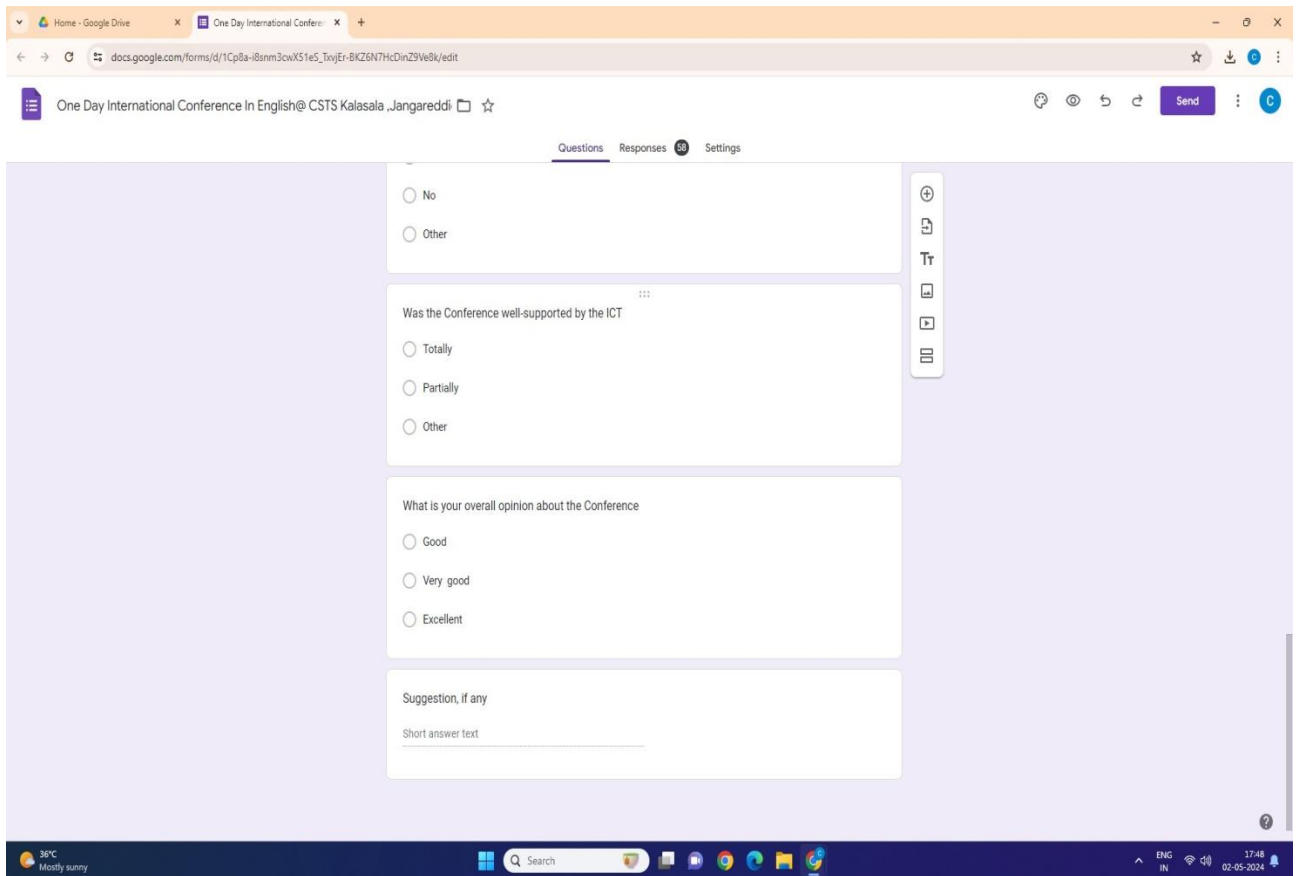 Home - Google Drive
One Day International Conferen
docs.google.com/forms/d/1Cp8a-i8snm3cwX51eS_TxvjEr-BKZ6N7HcDinZ9Ve8k/edit
One Day International Conference In English@ CSTS Kalasala ,Jangareddi
Send
C
Questions Responses 58 Settings
No
Other
Was the Conference well-supported by the ICT
Totally
Partially
Other
What is your overall opinion about the Conference
Good
Very good
Excellent
Suggestion, if any
Short answer text
36°C
Mostly sunny
Search
ENG
IN
17:48
02-05-2024